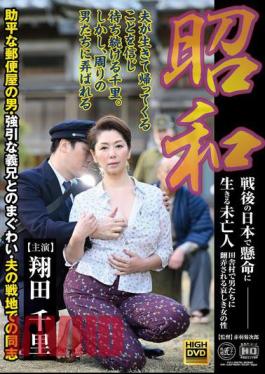 昭和
戦後の日本で懸命に
生きる未亡人
田舎村で男たちに
翻弄される哀しき女の性
夫が生きて帰ってくる
ことを信じ
待ち続ける千里。
しかし、周りの
男たちに弄ばれる
助平な郵便屋の男
強引な義兄とのまぐわい・夫の戦地での同志
【主演】
翔田千里
【監督】
HIGH
DVD
HD